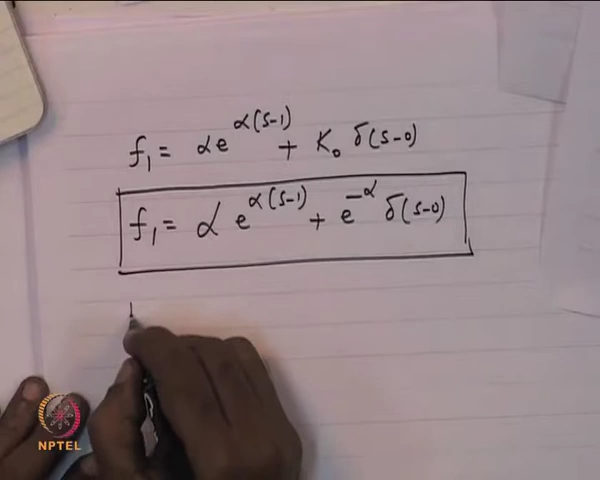 f₁ = αe^{α(s-1)} + K₀ δ(s-0)
f₁ = α e^{α(s-1)} + e^{-α} δ(s-0)
NPTEL